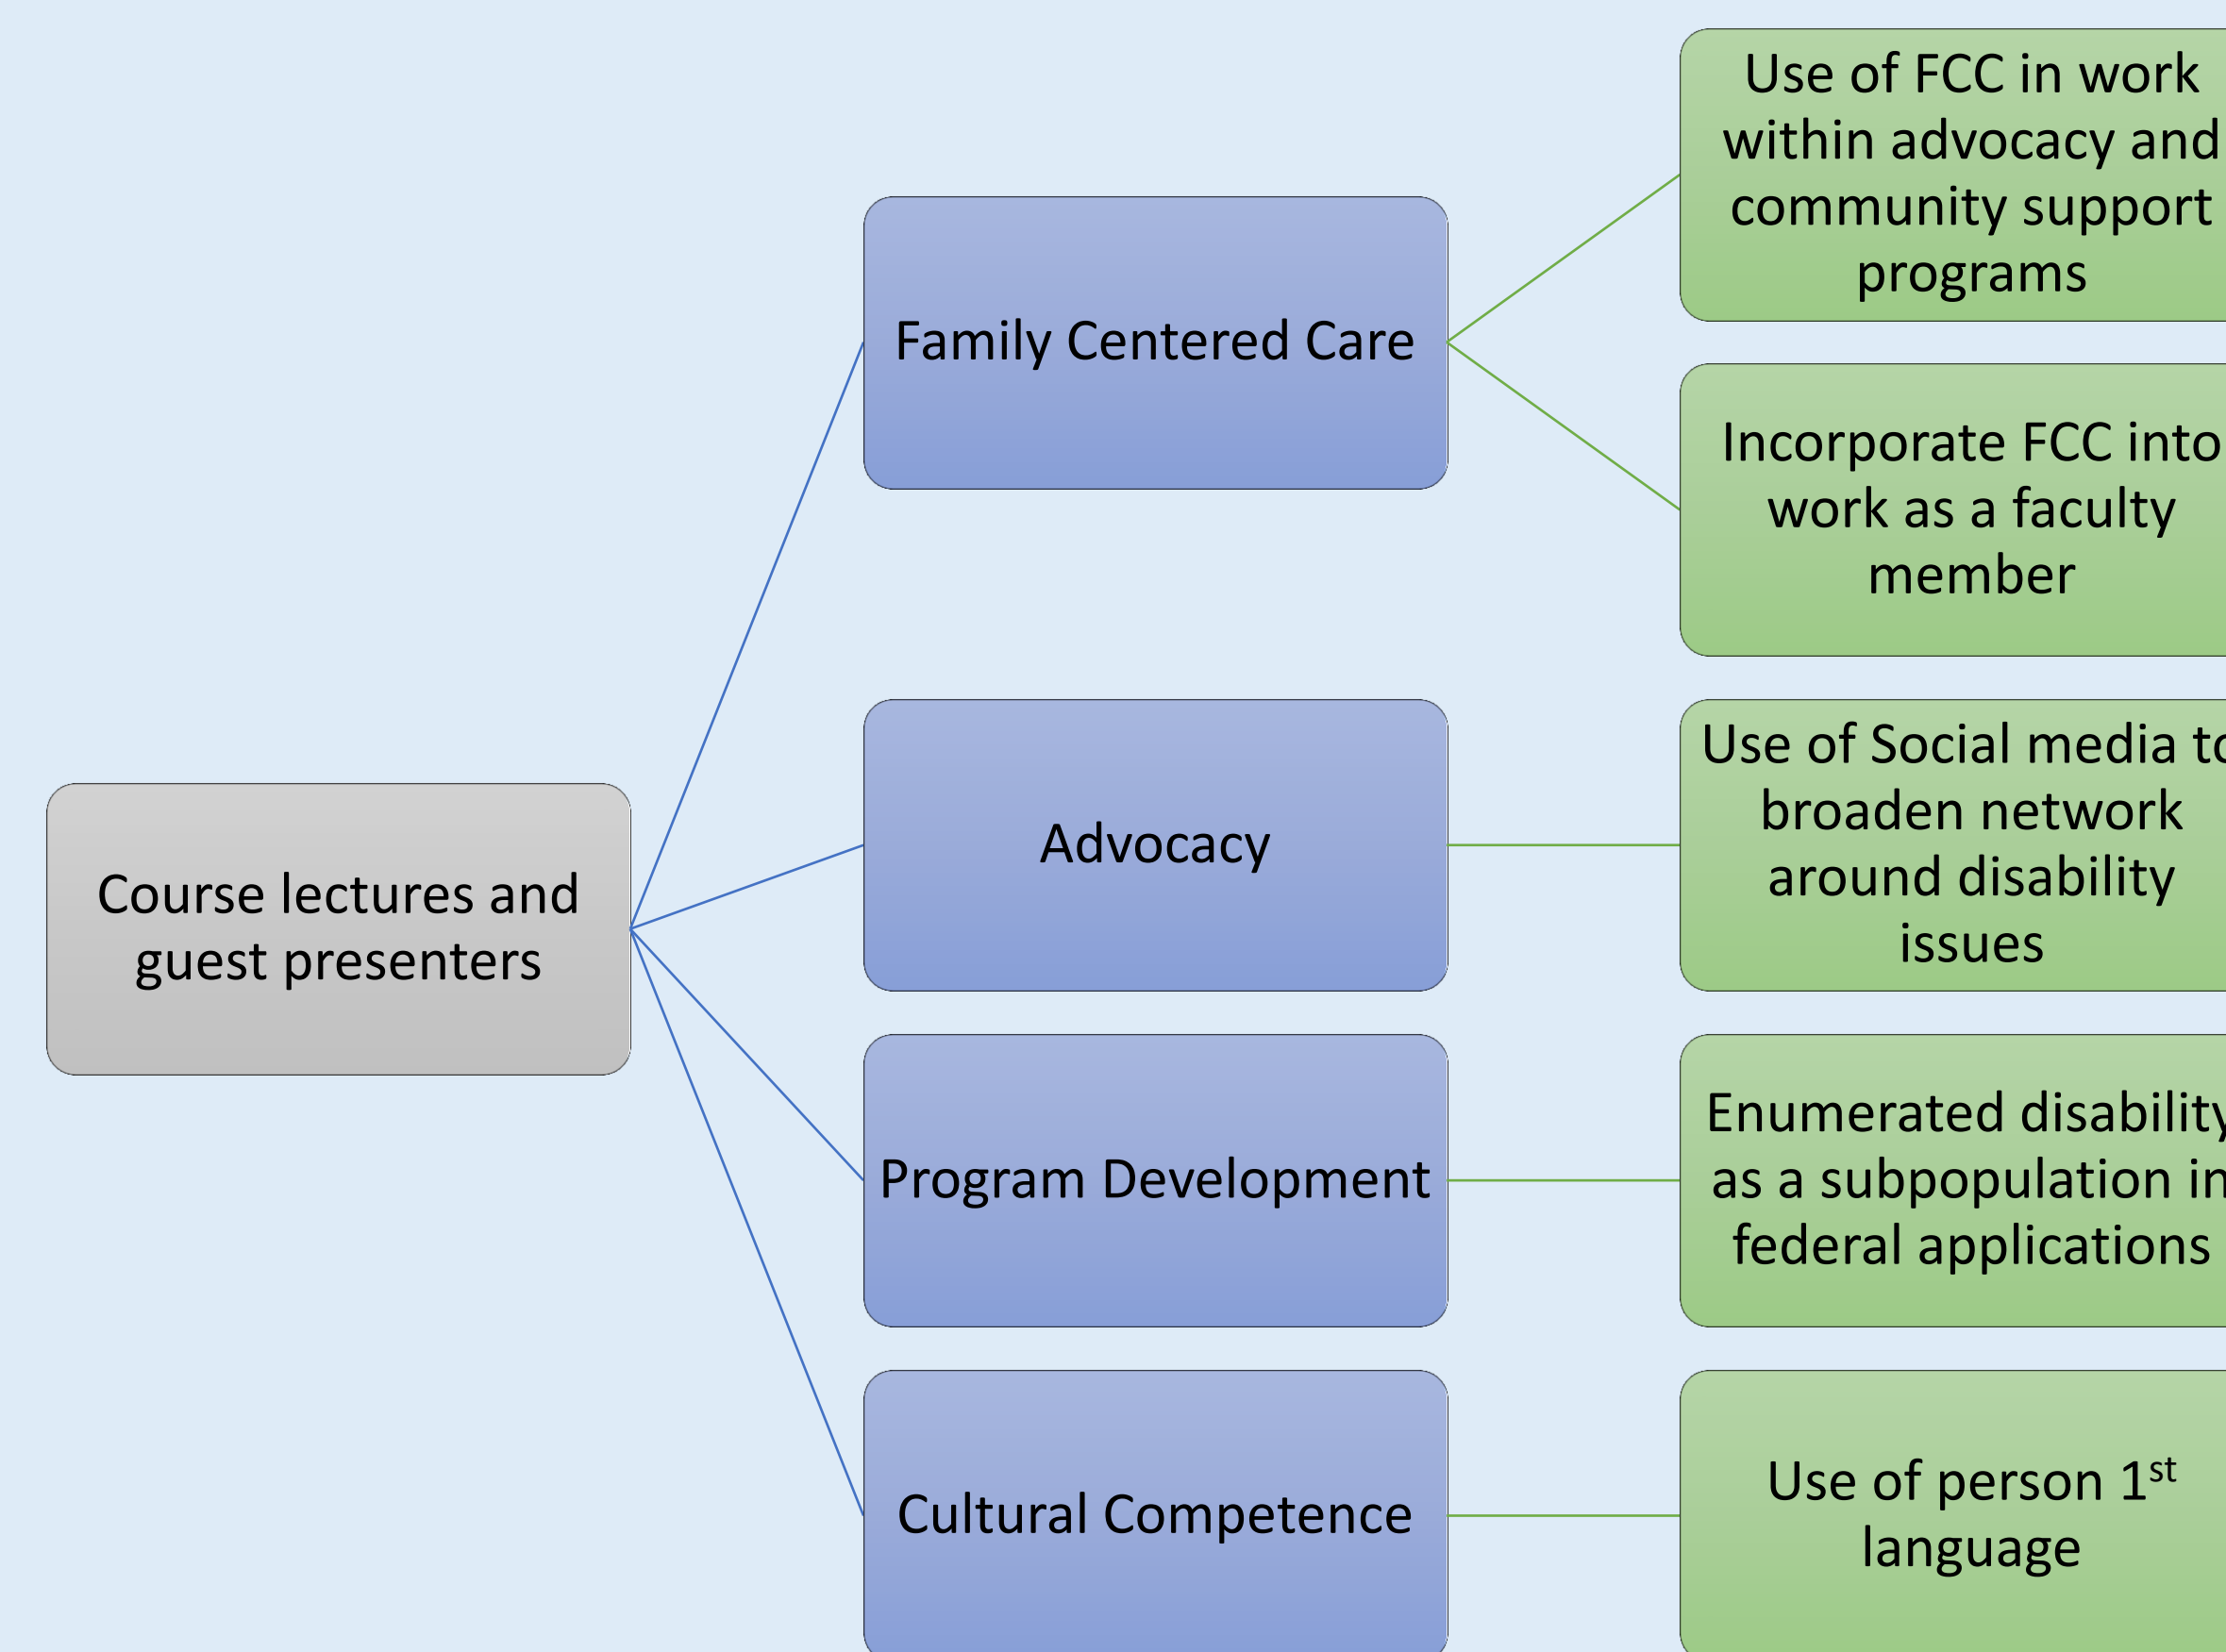 Course lectures and
guest presenters
Family Centered Care
Use of FCC in work
within advocacy and
community support
programs
Incorporate FCC into
work as a faculty
member
Advocacy
Use of Social media to
broaden network
around disability
issues
Program Development
Enumerated disability
as a subpopulation in
federal applications
Cultural Competence
Use of person 1st
language